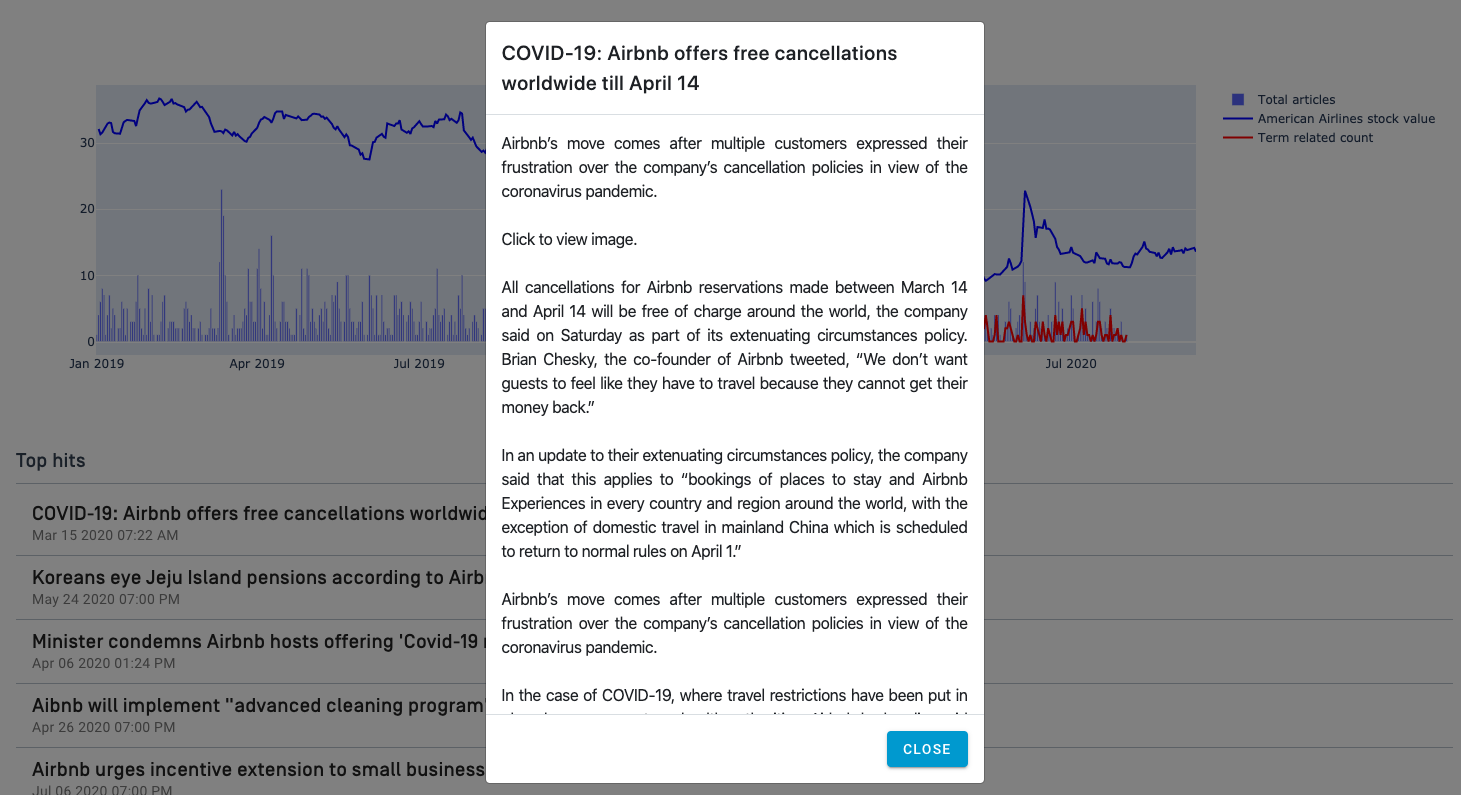 COVID-19: Airbnb offers free cancellations
worldwide till April 14
Airbnb’s move comes after multiple customers expressed their
frustration over the company’s cancellation policies in view of the
coronavirus pandemic.
Click to view image.
All cancellations for Airbnb reservations made between March 14
and April 14 will be free of charge around the world, the company
said on Saturday as part of its extenuating circumstances policy.
Brian Chesky, the co-founder of Airbnb tweeted, “We don’t want
guests to feel like they have to travel because they cannot get their
money back.”
In an update to their extenuating circumstances policy, the company
said that this applies to “bookings of places to stay and Airbnb
Experiences in every country and region around the world, with the
exception of domestic travel in mainland China which is scheduled
to return to normal rules on April 1.”
Airbnb’s move comes after multiple customers expressed their
frustration over the company’s cancellation policies in view of the
coronavirus pandemic.
In the case of COVID-19, where travel restrictions have been put in
CLOSE
Total articles
American Airlines stock value
Term related count
30
20
10
0
Jan 2019
Apr 2019
Jul 2019
Jul 2020
Top hits
COVID-19: Airbnb offers free cancellations
Mar 15 2020 07:22 AM
Koreans eye Jeju Island pensions according to
May 24 2020 07:00 PM
Minister condemns Airbnb hosts offering 'Covid-19
Apr 06 2020 01:24 PM
Aibnb will implement "advanced cleaning program"
Apr 26 2020 07:00 PM
Airbnb urges incentive extension to small business
Jul 06 2020 07:00 PM